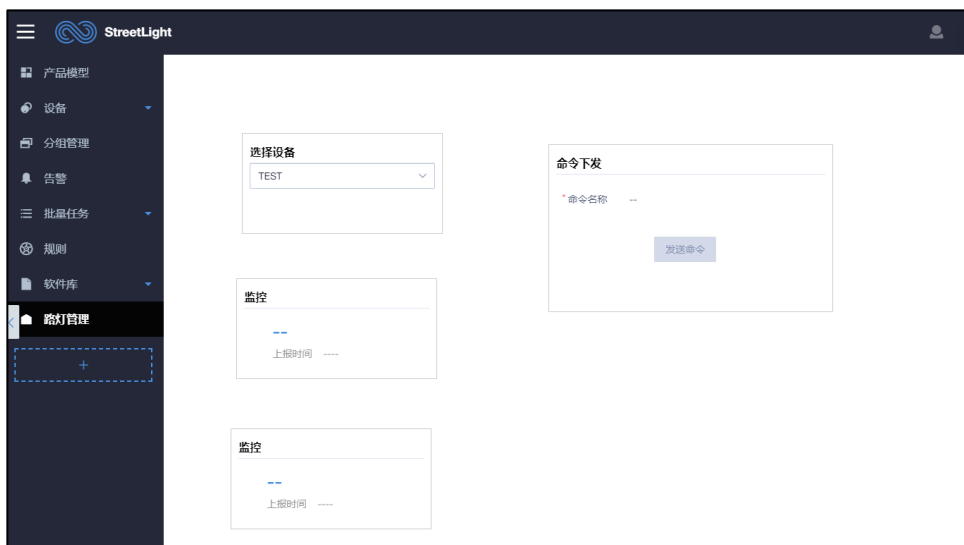 StreetLight
产品模型
设备
分组管理
告警
批量任务
规则
软件库
路灯管理
+
选择设备
TEST
监控
--
上报时间 ----
监控
--
上报时间 ----
命令下发
*命令名称 --
发送命令